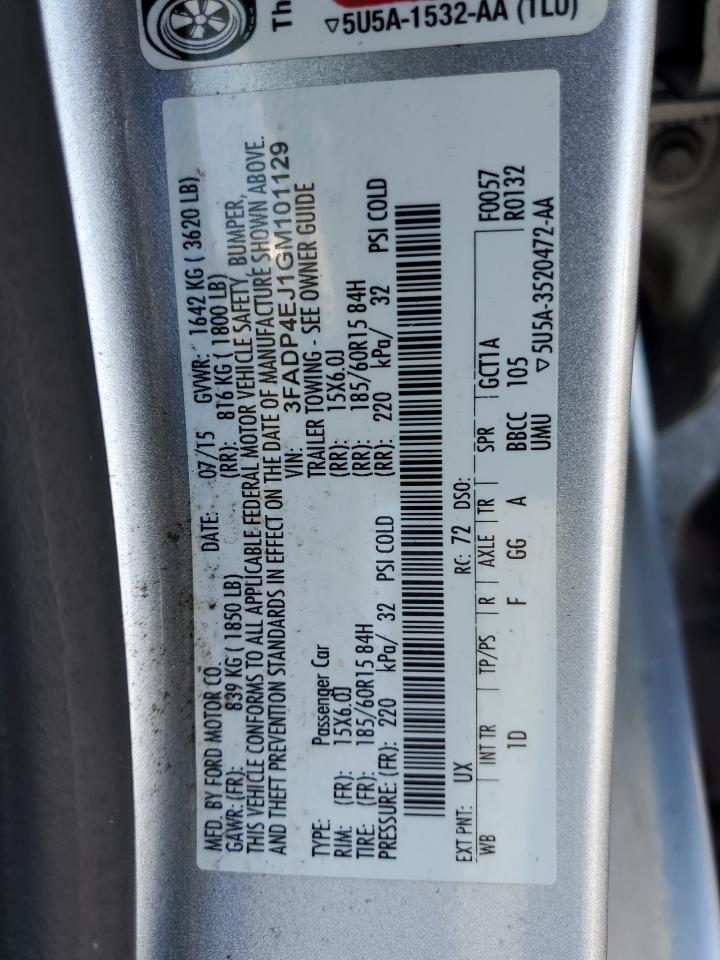 Th
▽5U5A-1532-AA (TLU)
MFD. BY FORD MOTOR CO. DATE: 07/15 GVWR: 1642 KG ( 3620 LB)
GAWR: (FR): 839 KG ( 1850 LB) (RR): 816 KG ( 1800 LB)
THIS VEHICLE CONFORMS TO ALL APPLICABLE FEDERAL MOTOR VEHICLE SAFETY, BUMPER,
AND THEFT PREVENTION STANDARDS IN EFFECT ON THE DATE OF MANUFACTURE SHOWN ABOVE.
VIN: 3FADP4EJ1GM101129
TYPE: Passenger Car TRAILER TOWING - SEE OWNER GUIDE
RIM: (FR): 15X6.0J (RR): 15X6.0J
TIRE: (FR): 185/60R15 84H (RR): 185/60R15 84H
PRESSURE: (FR): 220 kPa/ 32 PSI COLD (RR): 220 kPa/ 32 PSI COLD
EXT PNT: UX RC: 72 DSO: F0057
WB INT TR TP/PS R AXLE TR SPR GCT1A R0132
1D F GG A BBCC 105
UMU ▽5U5A-3520472-AA